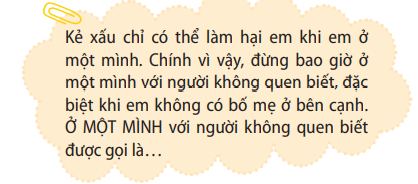 Kẻ xấu chỉ có thể làm hại em khi em ở
một mình. Chính vì vậy, đừng bao giờ ở
một mình với người không quen biết, đặc
biệt khi em không có bố mẹ ở bên cạnh.
Ở MỘT MÌNH với người không quen biết
được gọi là…